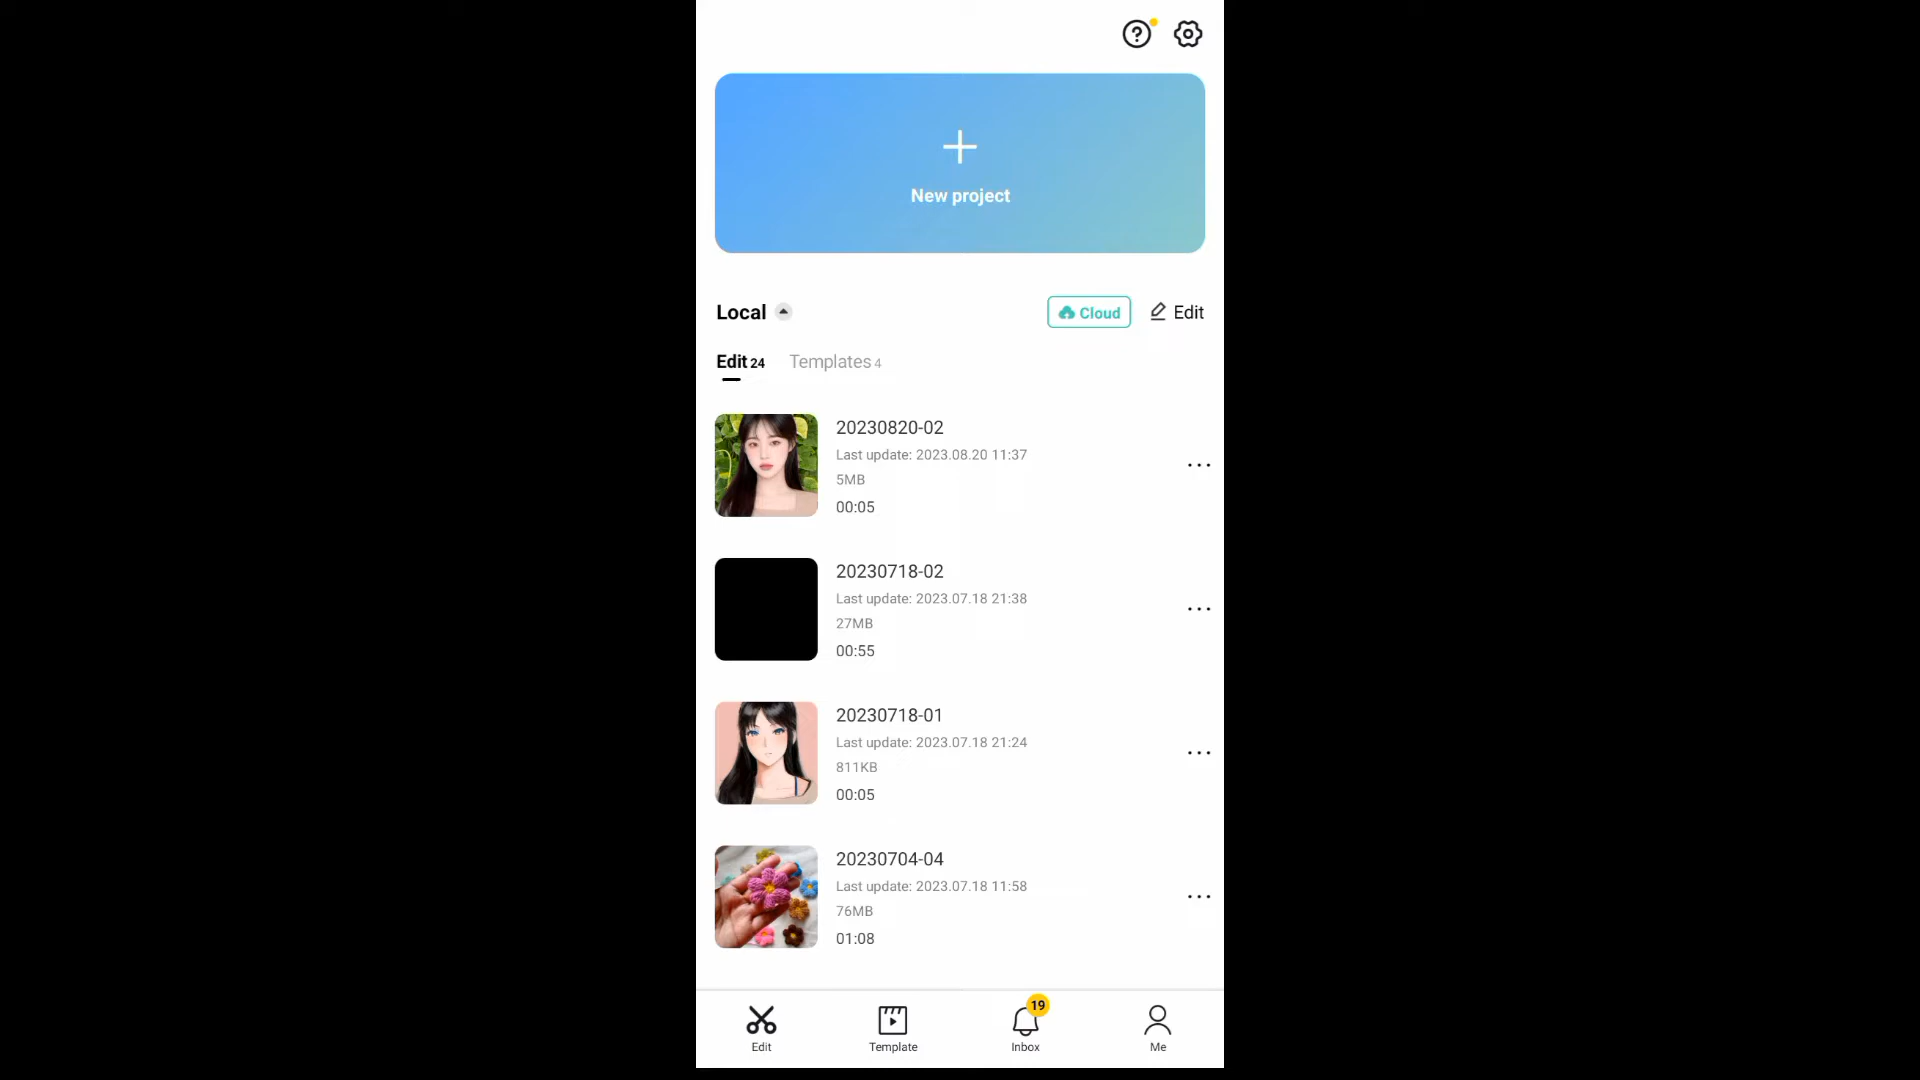 New project
Local
Cloud
Edit
Edit 24
Templates 4
20230820-02
Last update: 2023.08.20 11:37
5MB
00:05
20230718-02
Last update: 2023.07.18 21:38
27MB
00:55
20230718-01
Last update: 2023.07.18 21:24
811KB
00:05
20230704-04
Last update: 2023.07.18 11:58
76MB
01:08
19
Edit
Template
Inbox
Me